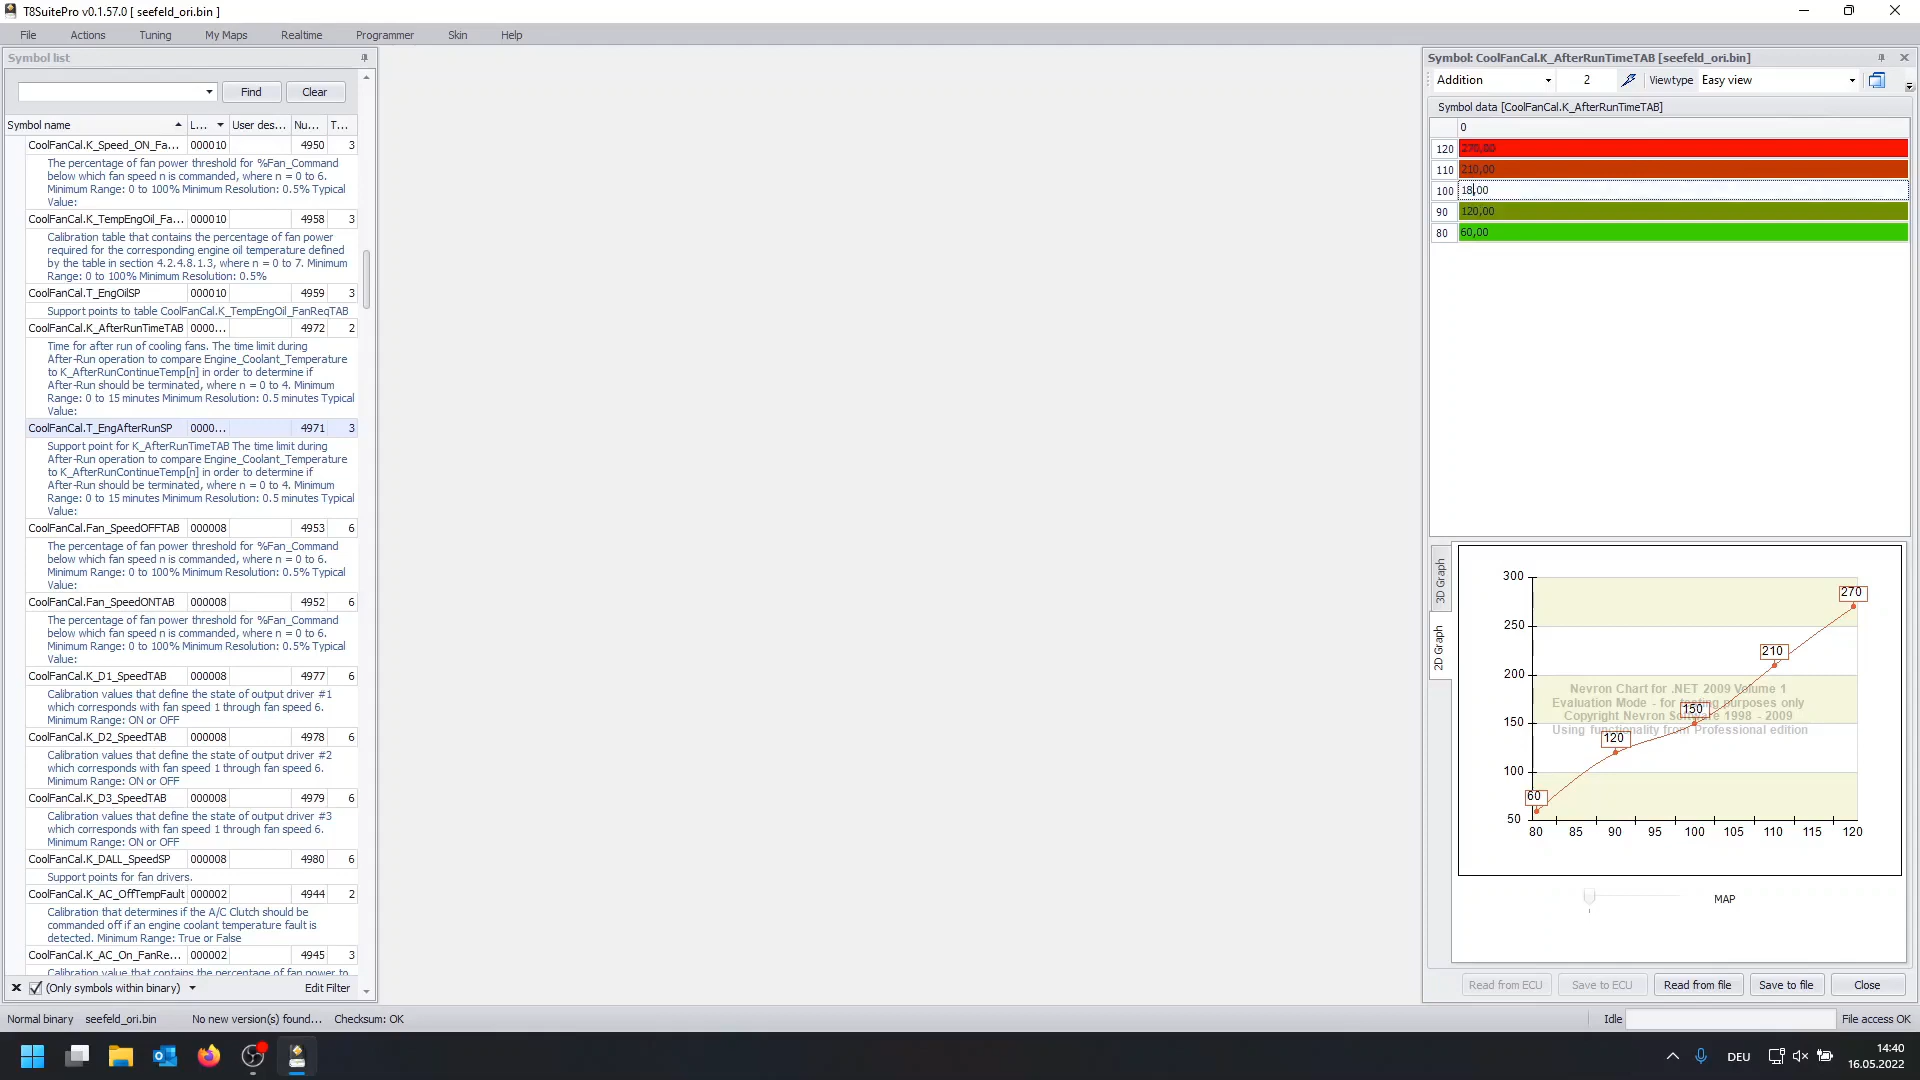 T8SuitePro v0.1.57.0 [ seefeld_ori.bin ]
File Actions Tuning My Maps Realtime Programmer Skin Help
Symbol list
Find Clear
Symbol name L... User des... Nu... T...
CoolFanCal.K_Speed_ON_Fa... 000010 4950 3
The percentage of fan power threshold for %Fan_Command
below which fan speed n is commanded, where n = 0 to 6.
Minimum Range: 0 to 100% Minimum Resolution: 0.5% Typical
Value:
CoolFanCal.K_TempEngOil_Fa... 000010 4958 3
Calibration table that contains the percentage of fan power
required for the corresponding engine oil temperature defined
by the table in section 4.2.4.8.1.3, where n = 0 to 7. Minimum
Range: 0 to 100% Minimum Resolution: 0.5%
CoolFanCal.T_EngOilSP 000010 4959 3
Support points to table CoolFanCal.K_TempEngOil_FanReqTAB
CoolFanCal.K_AfterRunTimeTAB 0000... 4972 2
Time for after run of cooling fans. The time limit during
After-Run operation to compare Engine_Coolant_Temperature
to K_AfterRunContinueTemp[n] in order to determine if
After-Run should be terminated, where n = 0 to 4. Minimum
Range: 0 to 15 minutes Minimum Resolution: 0.5 minutes Typical
Value:
CoolFanCal.T_EngAfterRunSP 0000... 4971 3
Support point for K_AfterRunTimeTAB The time limit during
After-Run operation to compare Engine_Coolant_Temperature
to K_AfterRunContinueTemp[n] in order to determine if
After-Run should be terminated, where n = 0 to 4. Minimum
Range: 0 to 15 minutes Minimum Resolution: 0.5 minutes Typical
Value:
CoolFanCal.Fan_SpeedOFFTAB 000008 4953 6
The percentage of fan power threshold for %Fan_Command
below which fan speed n is commanded, where n = 0 to 6.
Minimum Range: 0 to 100% Minimum Resolution: 0.5% Typical
Value:
CoolFanCal.Fan_SpeedONTAB 000008 4952 6
The percentage of fan power threshold for %Fan_Command
below which fan speed n is commanded, where n = 0 to 6.
Minimum Range: 0 to 100% Minimum Resolution: 0.5% Typical
Value:
CoolFanCal.K_D1_SpeedTAB 000008 4977 6
Calibration values that define the state of output driver #1
which corresponds with fan speed 1 through fan speed 6.
Minimum Range: ON or OFF
CoolFanCal.K_D2_SpeedTAB 000008 4978 6
Calibration values that define the state of output driver #2
which corresponds with fan speed 1 through fan speed 6.
Minimum Range: ON or OFF
CoolFanCal.K_D3_SpeedTAB 000008 4979 6
Calibration values that define the state of output driver #3
which corresponds with fan speed 1 through fan speed 6.
Minimum Range: ON or OFF
CoolFanCal.K_DALL_SpeedSP 000008 4980 6
Support points for fan drivers.
CoolFanCal.K_AC_OffTempFault 000002 4944 2
Calibration that determines if the A/C Clutch should be
commanded off if an engine coolant temperature fault is
detected. Minimum Range: True or False
CoolFanCal.K_AC_On_FanRe... 000002 4945 3
Calibration value that contains the percentage of fan power to
(Only symbols within binary) Edit Filter
Symbol: CoolFanCal.K_AfterRunTimeTAB [seefeld_ori.bin]
Addition 2 Viewtype Easy view
Symbol data [CoolFanCal.K_AfterRunTimeTAB]
0
120 270,00
110 210,00
100 18,00
90 120,00
80 60,00
3D Graph
2D Graph
300
250
200
150
100
50
80 85 90 95 100 105 110 115 120
270
210
150
120
60
Nevron Chart for .NET 2009 Volume 1
Evaluation Mode - for testing purposes only
Copyright Nevron Software 1998 - 2009
Using functionality from Professional edition
MAP
Read from ECU Save to ECU Read from file Save to file Close
Normal binary seefeld_ori.bin No new version(s) found... Checksum: OK Idle File access OK
DEU
14:40
16.05.2022